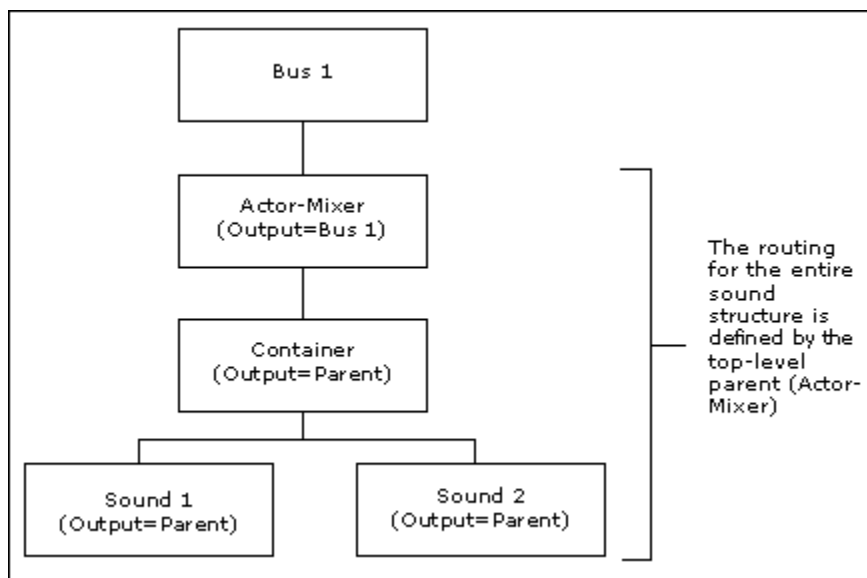 Bus 1
Actor-Mixer
(Output=Bus 1)
Container
(Output=Parent)
Sound 1
(Output=Parent)
Sound 2
(Output=Parent)
The routing
for the entire
sound
structure is
defined by the
top-level
parent (Actor-
Mixer)